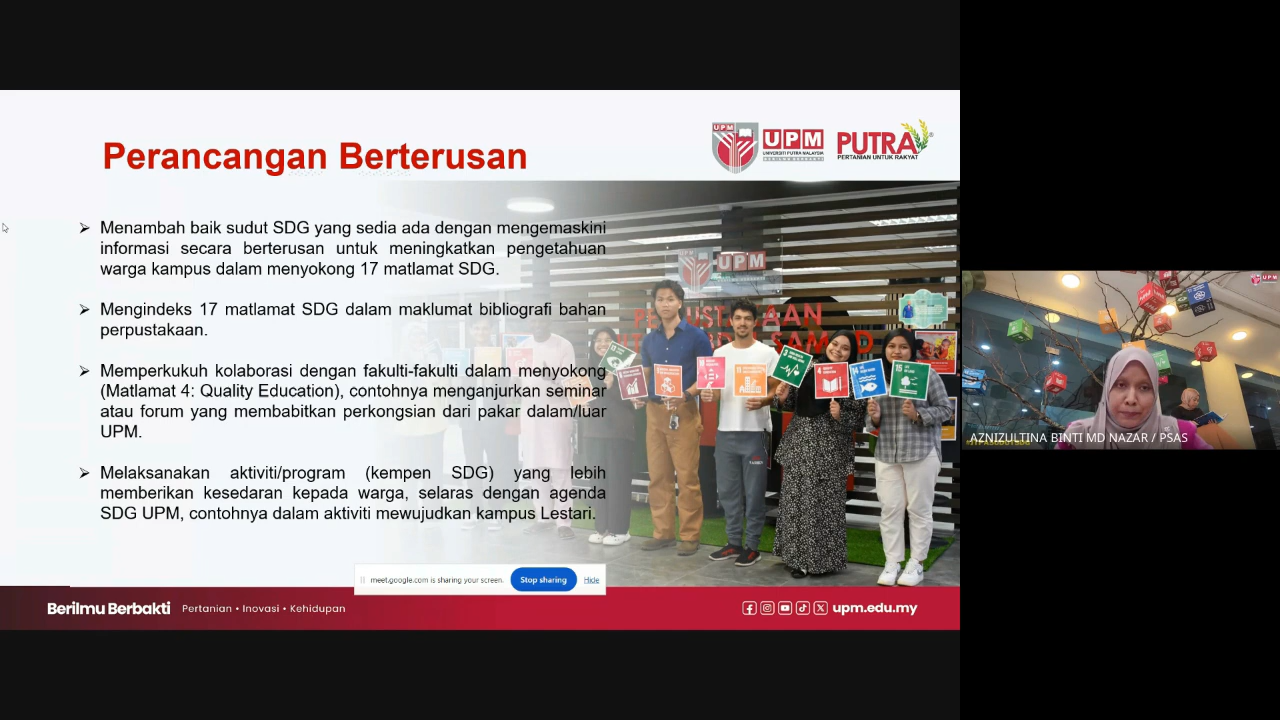 Perancangan Berterusan
UPM
UPM
UNIVERSITI PUTRA MALAYSIA
BERILMU BERBAKTI
PUTRA
PERTANIAN UNTUK RAKYAT
➢ Menambah baik sudut SDG yang sedia ada dengan mengemaskini
informasi secara berterusan untuk meningkatkan pengetahuan
warga kampus dalam menyokong 17 matlamat SDG.
➢ Mengindeks 17 matlamat SDG dalam maklumat bibliografi bahan
perpustakaan.
➢ Memperkukuh kolaborasi dengan fakulti-fakulti dalam menyokong
(Matlamat 4: Quality Education), contohnya menganjurkan seminar
atau forum yang membabitkan perkongsian dari pakar dalam/luar
UPM.
➢ Melaksanakan aktiviti/program (kempen SDG) yang lebih
memberikan kesedaran kepada warga, selaras dengan agenda
SDG UPM, contohnya dalam aktiviti mewujudkan kampus Lestari.
UPM
meet.google.com is sharing your screen.
Stop sharing
Hide
Berilmu Berbakti
Pertanian • Inovasi • Kehidupan
upm.edu.my
UPM
AZNIZULTINA BINTI MD NAZAR / PSAS